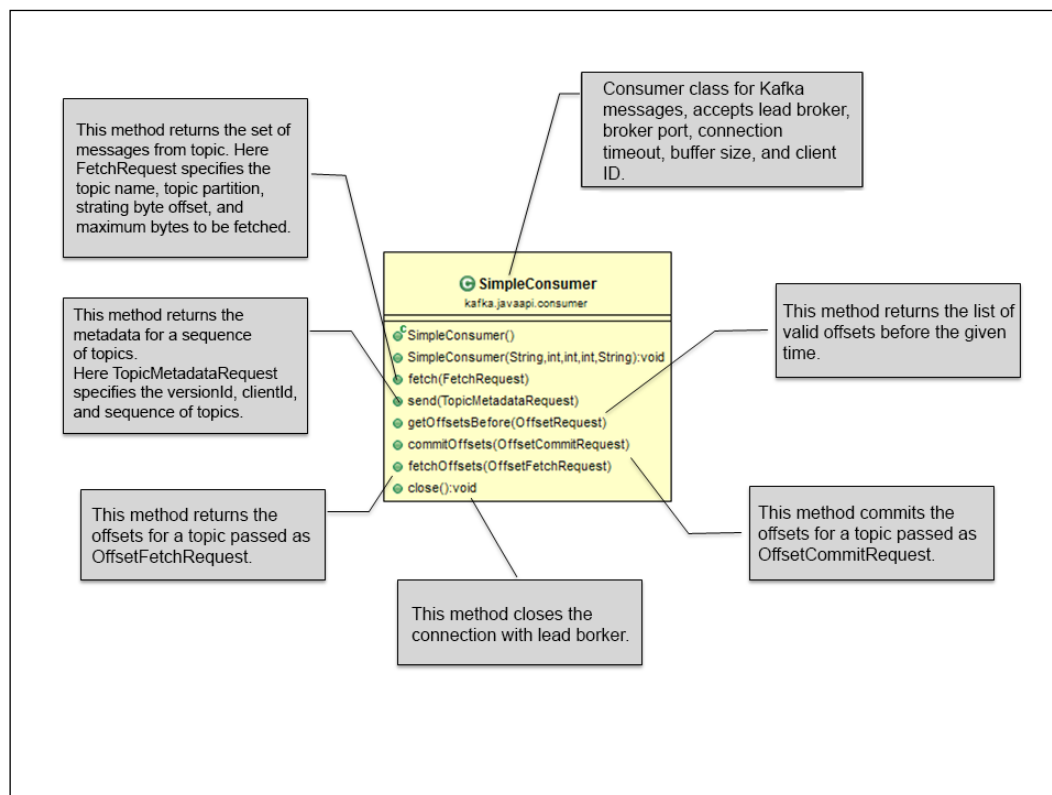 Consumer class for Kafka
messages, accepts lead broker,
broker port, connection
timeout, buffer size, and client
ID.
This method returns the set of
messages from topic. Here
FetchRequest specifies the
topic name, topic partition,
strating byte offset, and
maximum bytes to be fetched.
This method returns the
metadata for a sequence
of topics.
Here TopicMetadataRequest
specifies the versionId, clientId,
and sequence of topics.
C SimpleConsumer
kafka.javaapi.consumer
C SimpleConsumer()
SimpleConsumer(String,int,int,int,String):void
fetch(FetchRequest)
send(TopicMetadataRequest)
getOffsetsBefore(OffsetRequest)
commitOffsets(OffsetCommitRequest)
fetchOffsets(OffsetFetchRequest)
close():void
This method returns the list of
valid offsets before the given
time.
This method returns the
offsets for a topic passed as
OffsetFetchRequest.
This method commits the
offsets for a topic passed as
OffsetCommitRequest.
This method closes the
connection with lead borker.